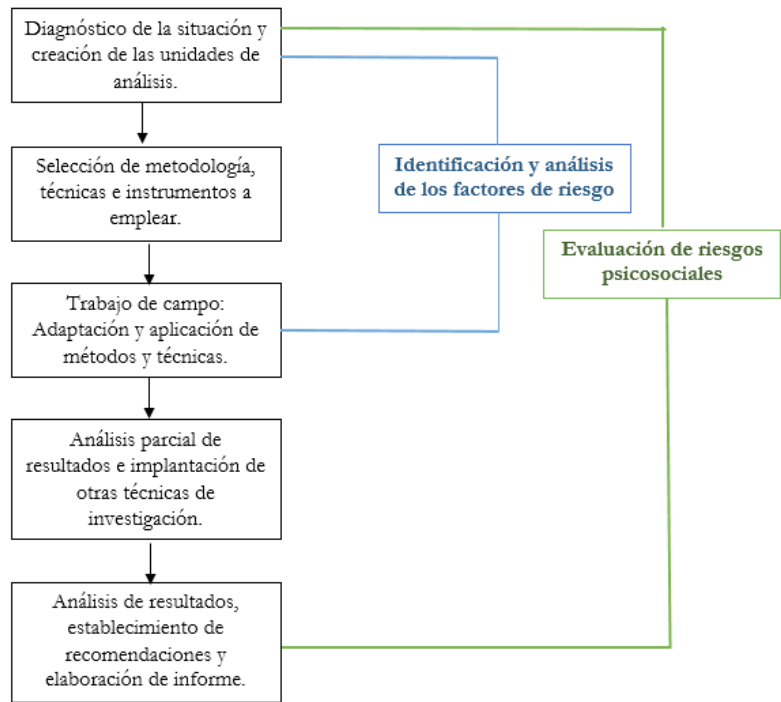 Diagnóstico de la situación y
creación de las unidades de
análisis.
Selección de metodología,
técnicas e instrumentos a
emplear.
Identificación y análisis
de los factores de riesgo
Evaluación de riesgos
psicosociales
Trabajo de campo:
Adaptación y aplicación de
métodos y técnicas.
Análisis parcial de
resultados e implantación de
otras técnicas de
investigación.
Análisis de resultados,
establecimiento de
recomendaciones y
elaboración de informe.